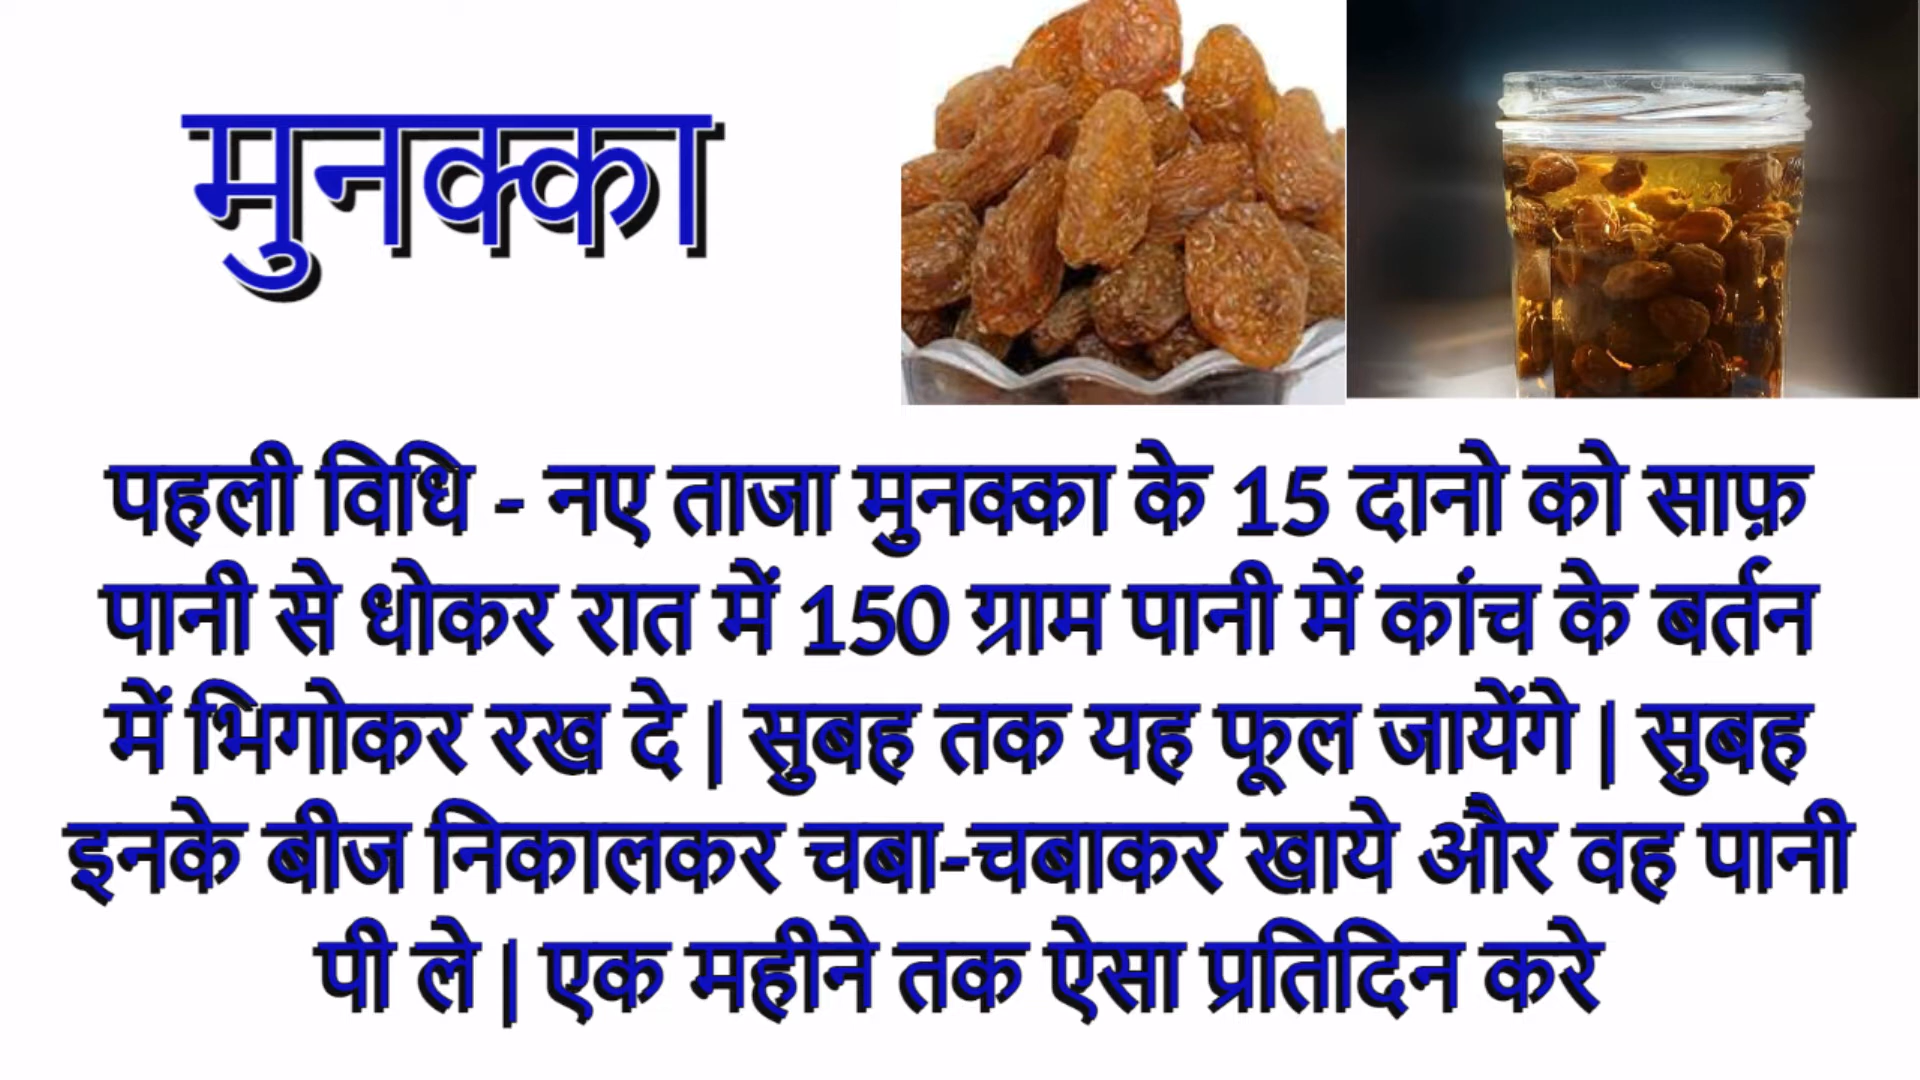 मुनक्का
पहली विधि - नए ताजा मुनक्का के 15 दानो को साफ़
पानी से धोकर रात में 150 ग्राम पानी में कांच के बर्तन
में भिगोकर रख दे | सुबह तक यह फूल जायेंगे | सुबह
इनके बीज निकालकर चबा-चबाकर खाये और वह पानी
पी ले | एक महीने तक ऐसा प्रतिदिन करे